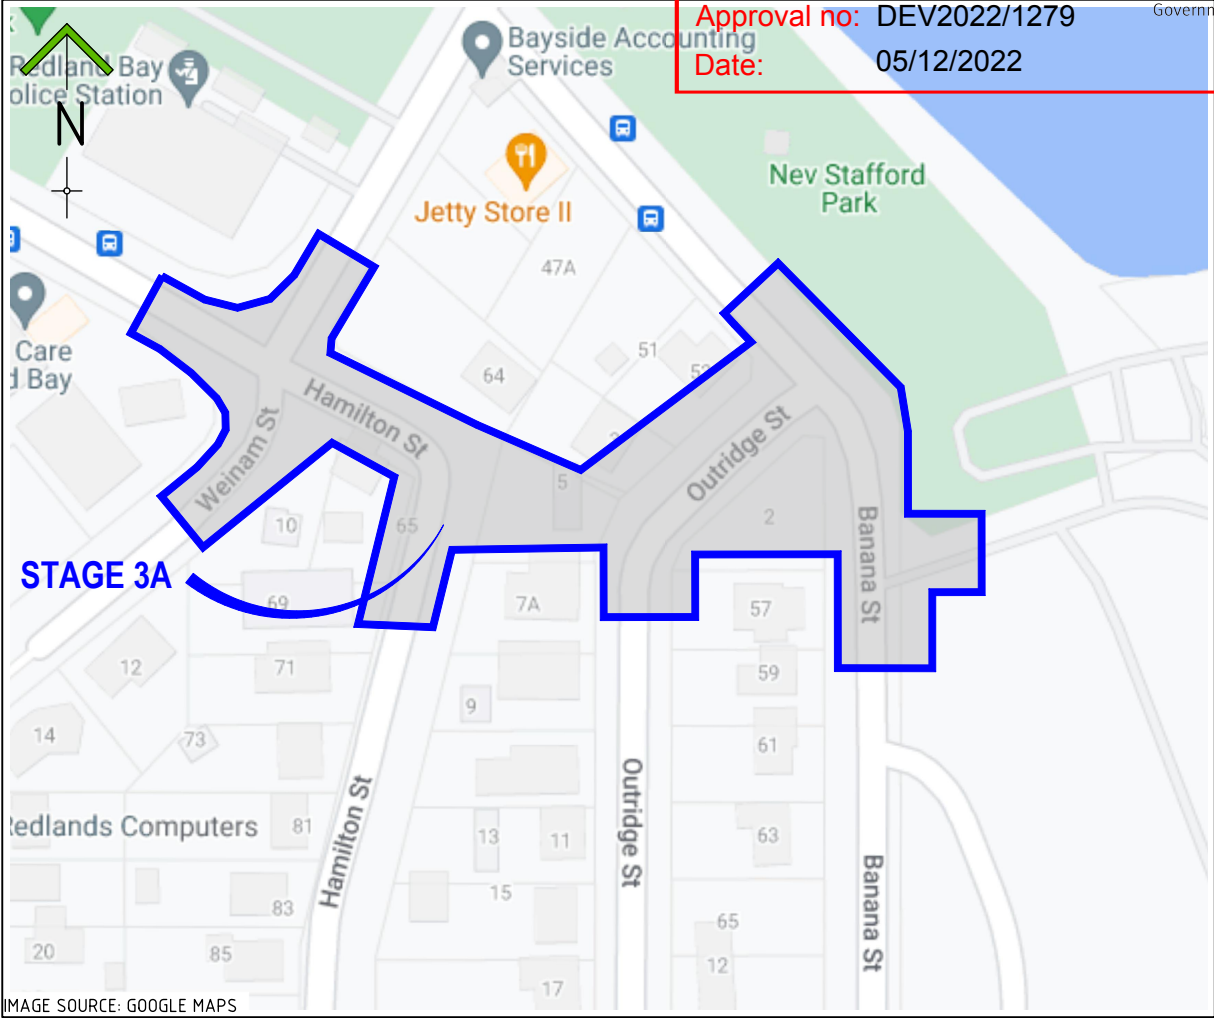 Approval no: DEV2022/1279
Date: 05/12/2022
Bayside Accounting
Services
Redland Bay
olice Station
N
Nev Stafford
Park
Jetty Store II
47A
Care
d Bay
51
64
Hamilton St
Weinam St
Outridge St
5
65
10
2
Banana St
STAGE 3A
69
7A
57
12
71
59
9
14
73
61
Outridge St
Hamilton St
Redlands Computers
81
13
11
63
Banana St
15
83
65
20
85
12
17
IMAGE SOURCE: GOOGLE MAPS